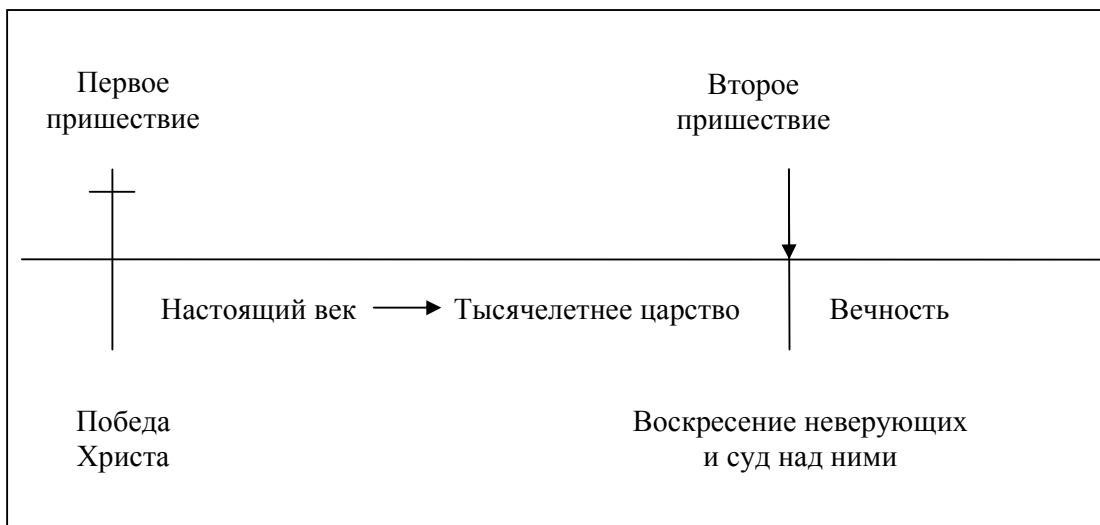 Первое
пришествие
Второе
пришествие
Настоящий век
Тысячелетнее царство
Вечность
Победа
Христа
Воскресение неверующих
и суд над ними